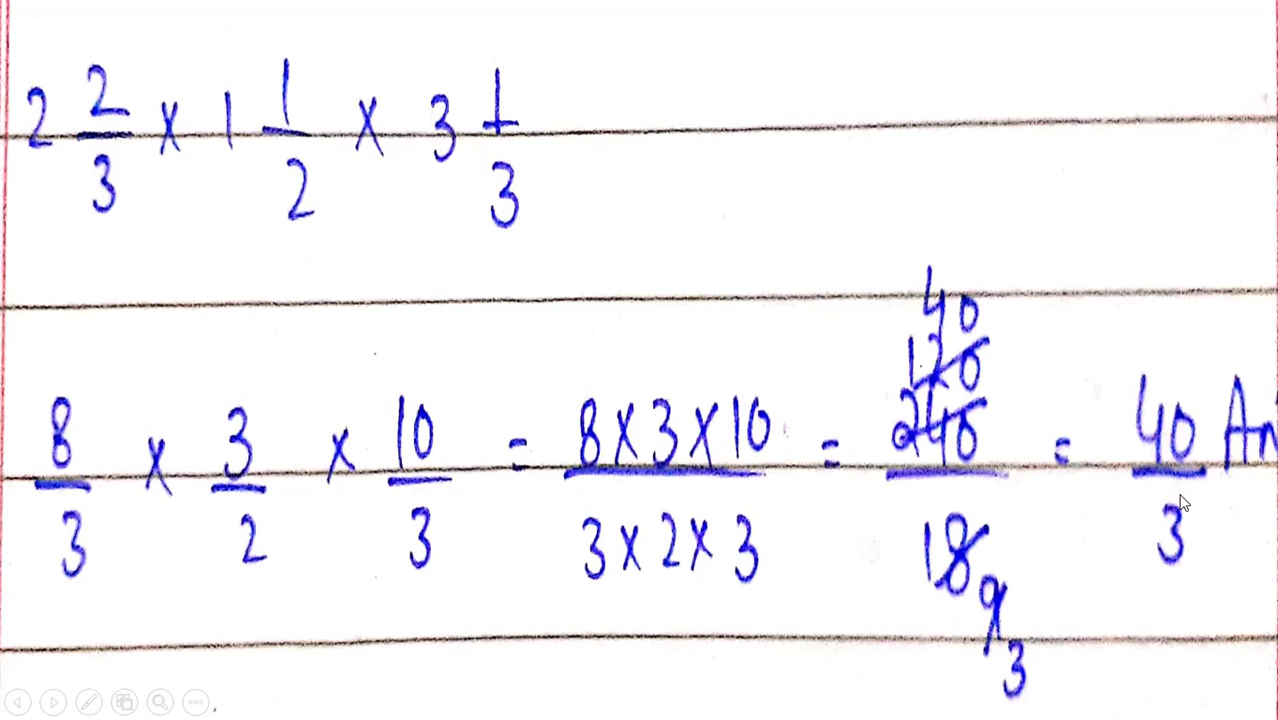 2 2/3 x 1 1/2 x 3 1/3
8/3 x 3/2 x 10/3 = 8x3x10/3x2x3 = 240/18 = 40/3 An
120 40
9 3